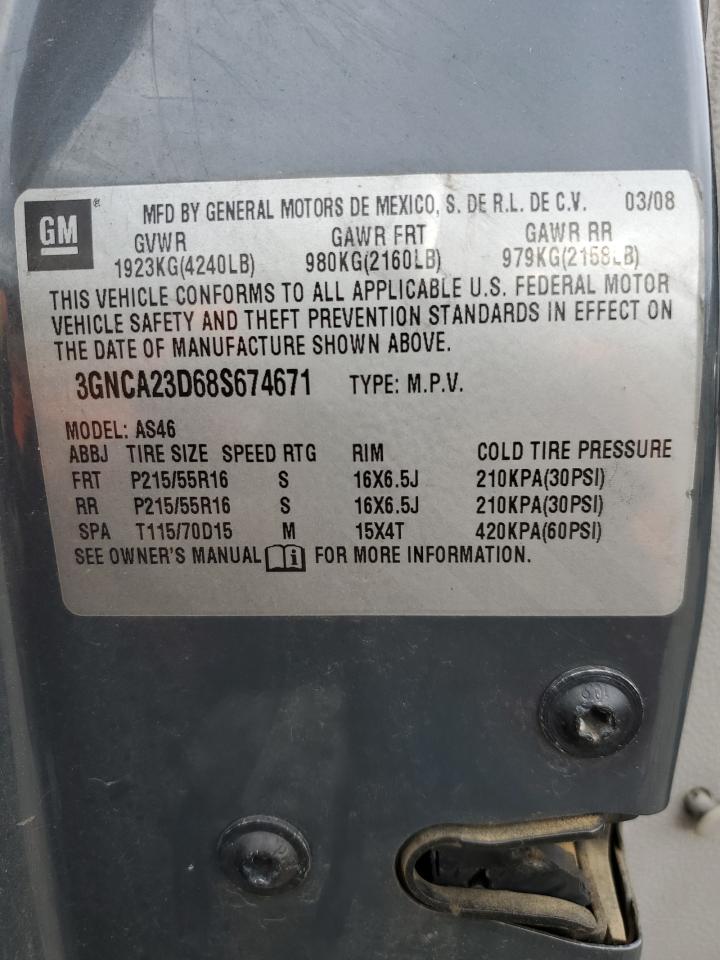 GM ® MFD BY GENERAL MOTORS DE MEXICO, S. DE R.L. DE C.V. 03/08
GVWR GAWR FRT GAWR RR
1923KG(4240LB) 980KG(2160LB) 979KG(2158LB)
THIS VEHICLE CONFORMS TO ALL APPLICABLE U.S. FEDERAL MOTOR
VEHICLE SAFETY AND THEFT PREVENTION STANDARDS IN EFFECT ON
THE DATE OF MANUFACTURE SHOWN ABOVE.
3GNCA23D68S674671 TYPE: M.P.V.
MODEL: AS46
ABBJ TIRE SIZE SPEED RTG RIM COLD TIRE PRESSURE
FRT P215/55R16 S 16X6.5J 210KPA(30PSI)
RR P215/55R16 S 16X6.5J 210KPA(30PSI)
SPA T115/70D15 M 15X4T 420KPA(60PSI)
SEE OWNER'S MANUAL i FOR MORE INFORMATION.